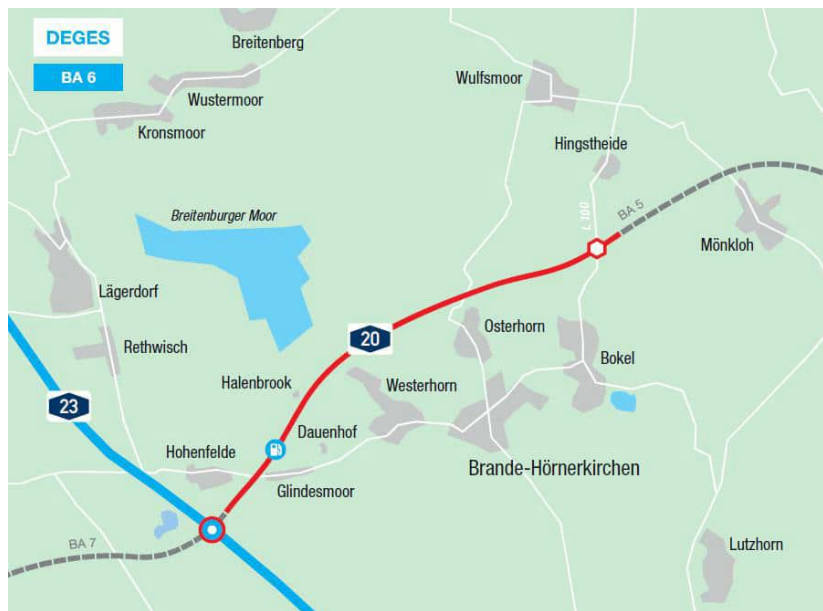 DEGES
BA 6
Breitenberg
Wulfsmoor
Wustermoor
Kronsmoor
Hingstheide
Breitenburger Moor
L 100
BA 5
Mönkloh
Lägerdorf
20
Osterhorn
Rethwisch
Bokel
Halenbrook
Westerhorn
23
Dauenhof
Hohenfelde
Brande-Hörnerkirchen
Glindesmoor
BA 7
Lutzhorn